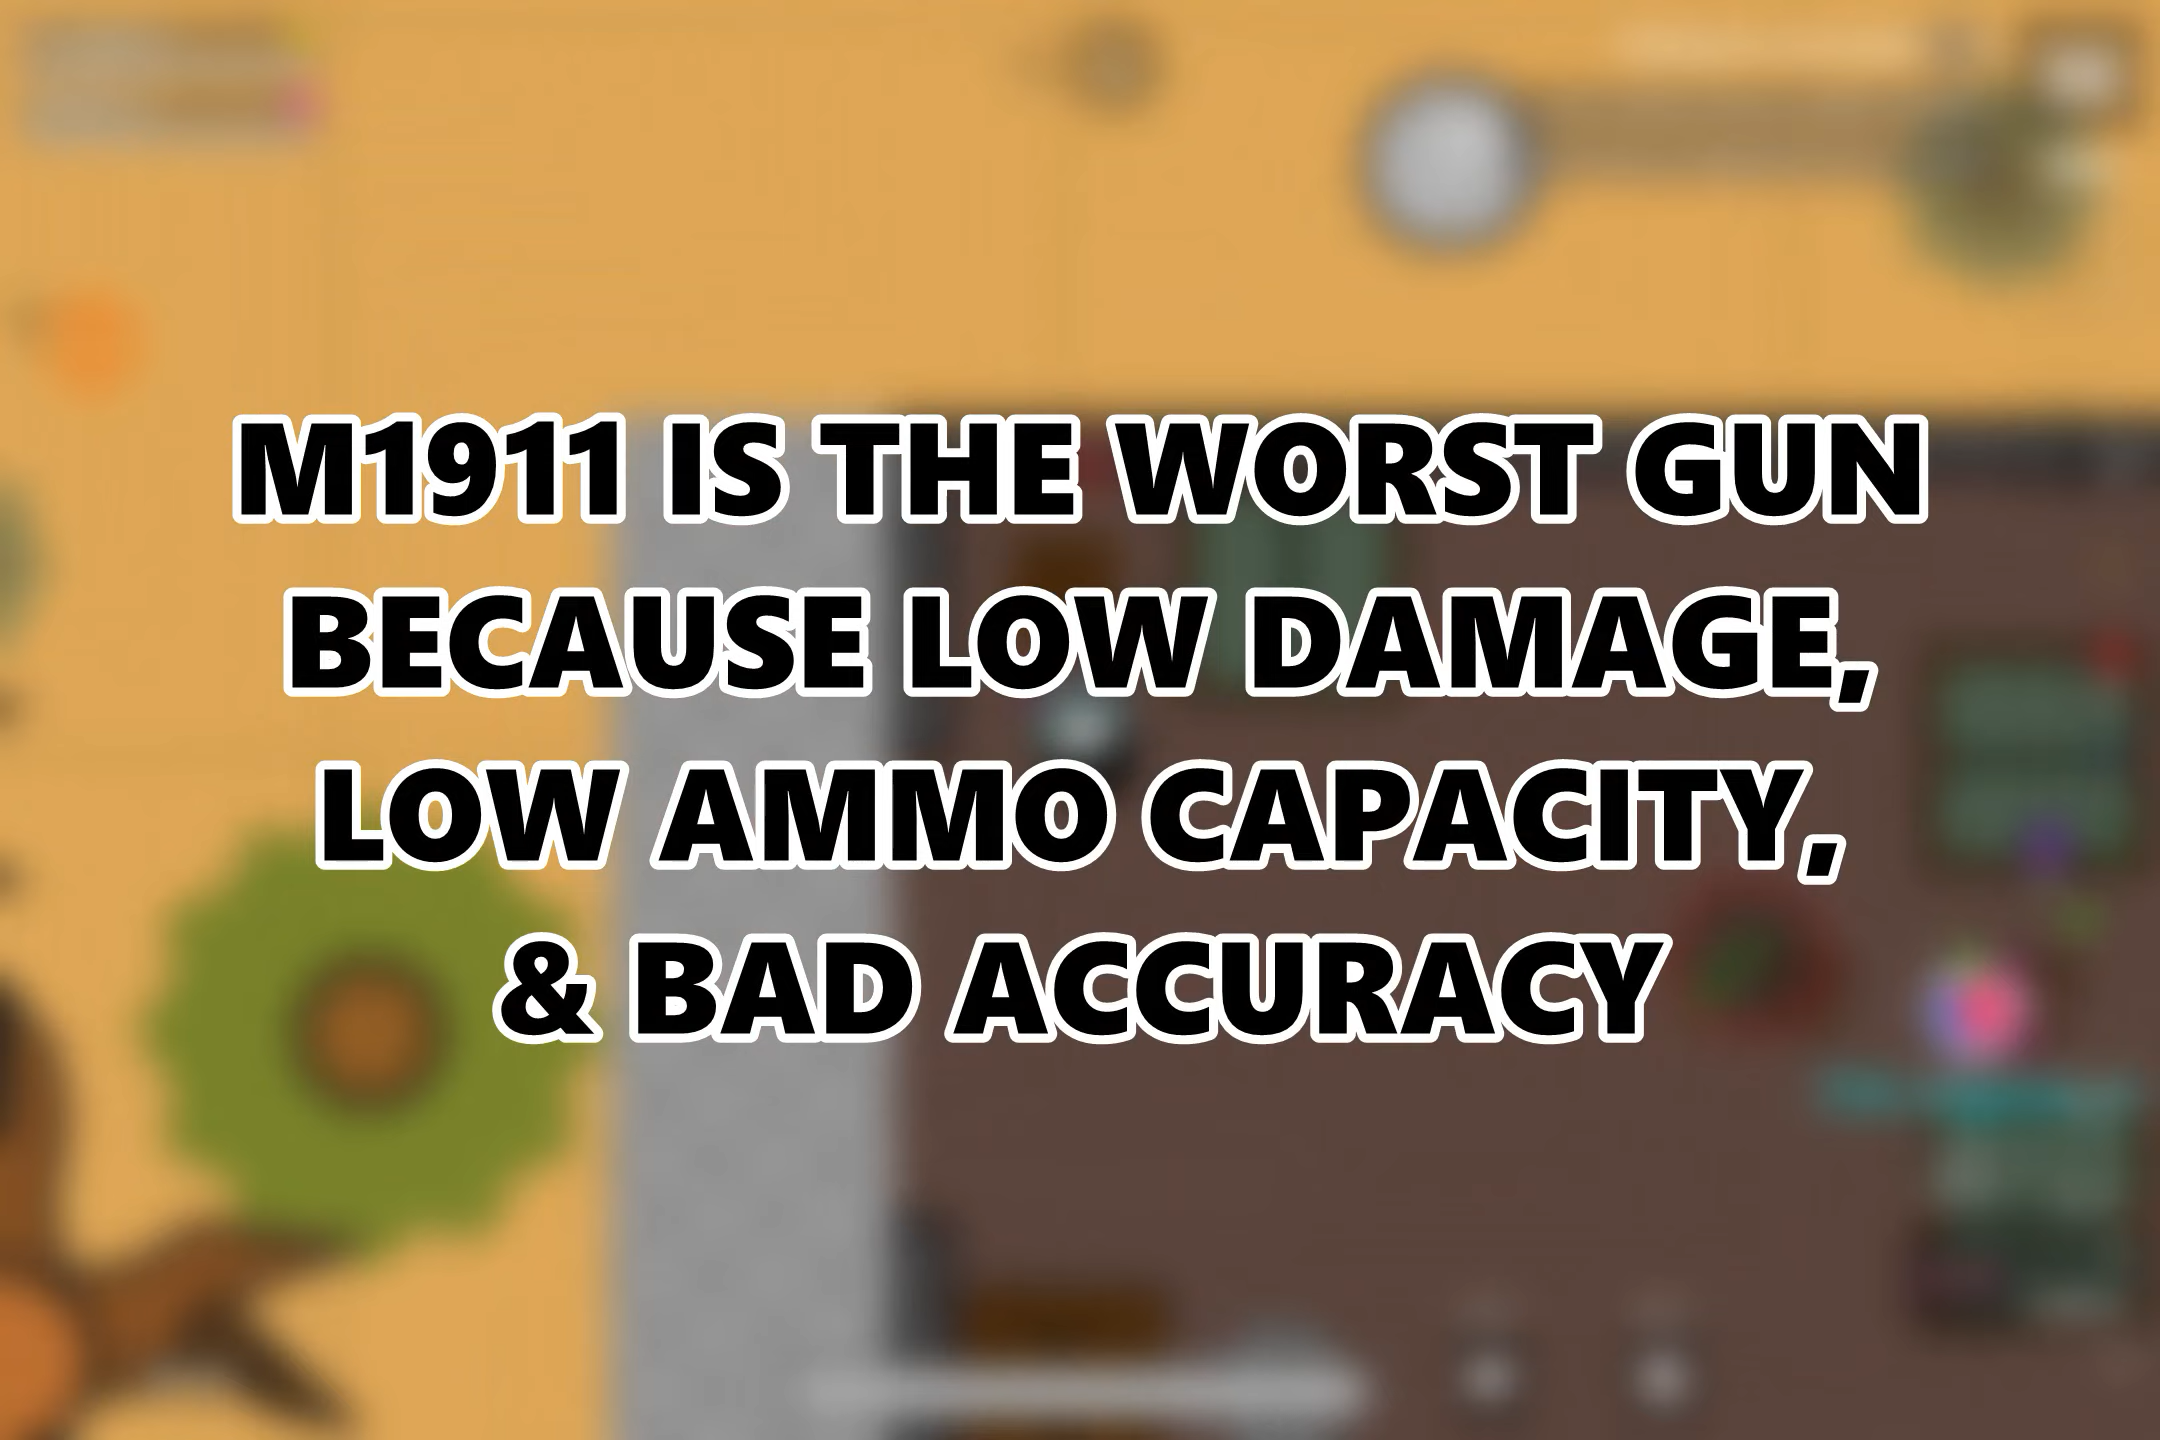 M1911 IS THE WORST GUN
BECAUSE LOW DAMAGE,
LOW AMMO CAPACITY,
& BAD ACCURACY